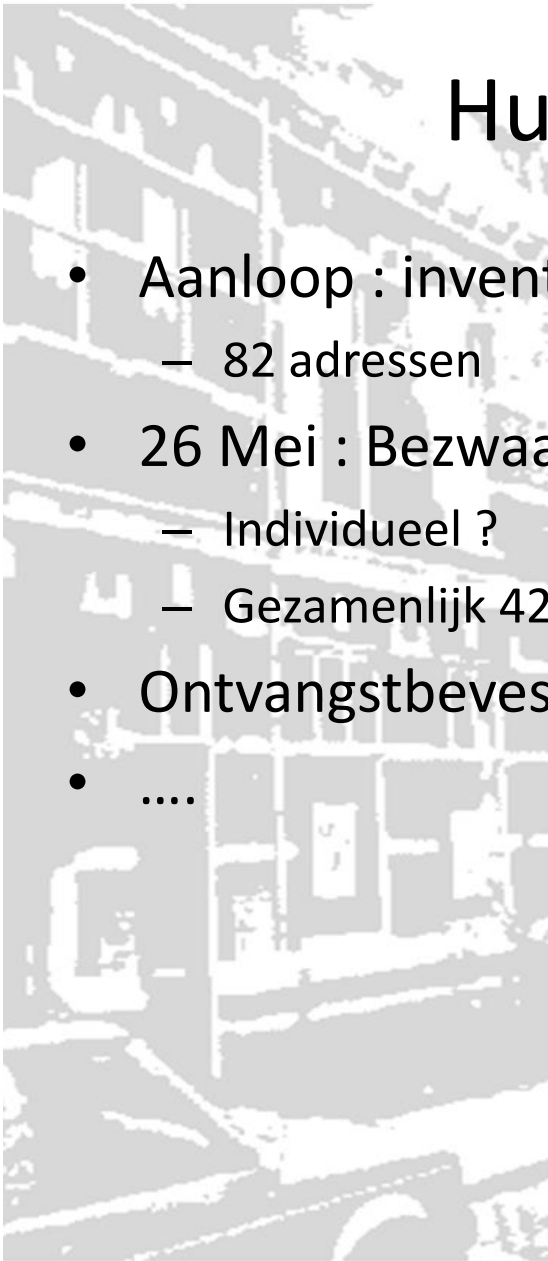 Hu
• Aanloop : invent
– 82 adressen
• 26 Mei : Bezwaa
– Individueel ?
– Gezamenlijk 42
• Ontvangstbeves
• ....